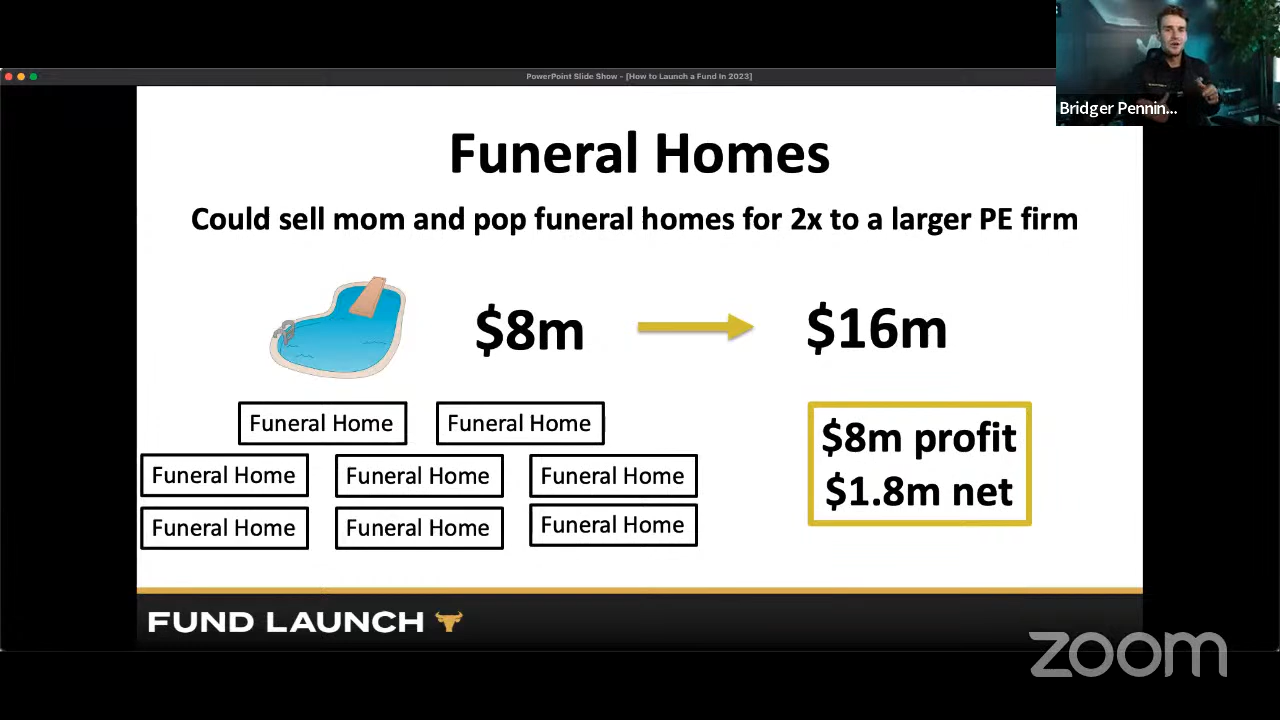 PowerPoint Slide Show - [How to Launch a Fund In 2023]
Bridger Pennin...
Funeral Homes
Could sell mom and pop funeral homes for 2x to a larger PE firm
$8m
$16m
Funeral Home
Funeral Home
Funeral Home
Funeral Home
Funeral Home
Funeral Home
Funeral Home
Funeral Home
$8m profit
$1.8m net
FUND LAUNCH
zoom